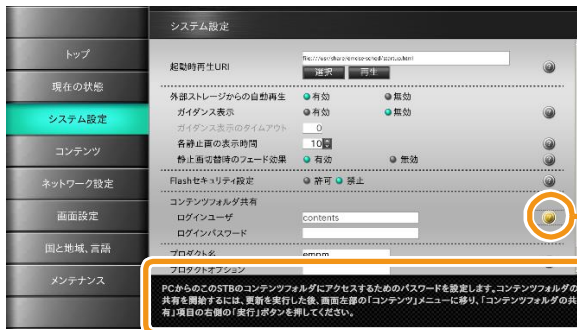 システム設定
トップ
現在の状態
システム設定
コンテンツ
ネットワーク設定
画面設定
国と地域、言語
メンテナンス
起動時再生URI
選択 再生
外部ストレージからの自動再生 有効 無効
ガイダンス表示 有効 無効
ガイダンス表示のタイムアウト 0
各静止画の表示時間 10
静止画切替時のフェード効果 有効 無効
Flashセキュリティ設定 許可 禁止
コンテンツフォルダ共有
ログインユーザ contents
ログインパスワード
プロダクト名
プロダクトオプション
PCからのこのSTBのコンテンツフォルダにアクセスするためのパスワードを設定します。コンテンツフォルダの
共有を開始するには、更新を実行した後、画面左部の「コンテンツ」メニューに移り、「コンテンツフォルダの共
有」項目の右側の「実行」ボタンを押してください。